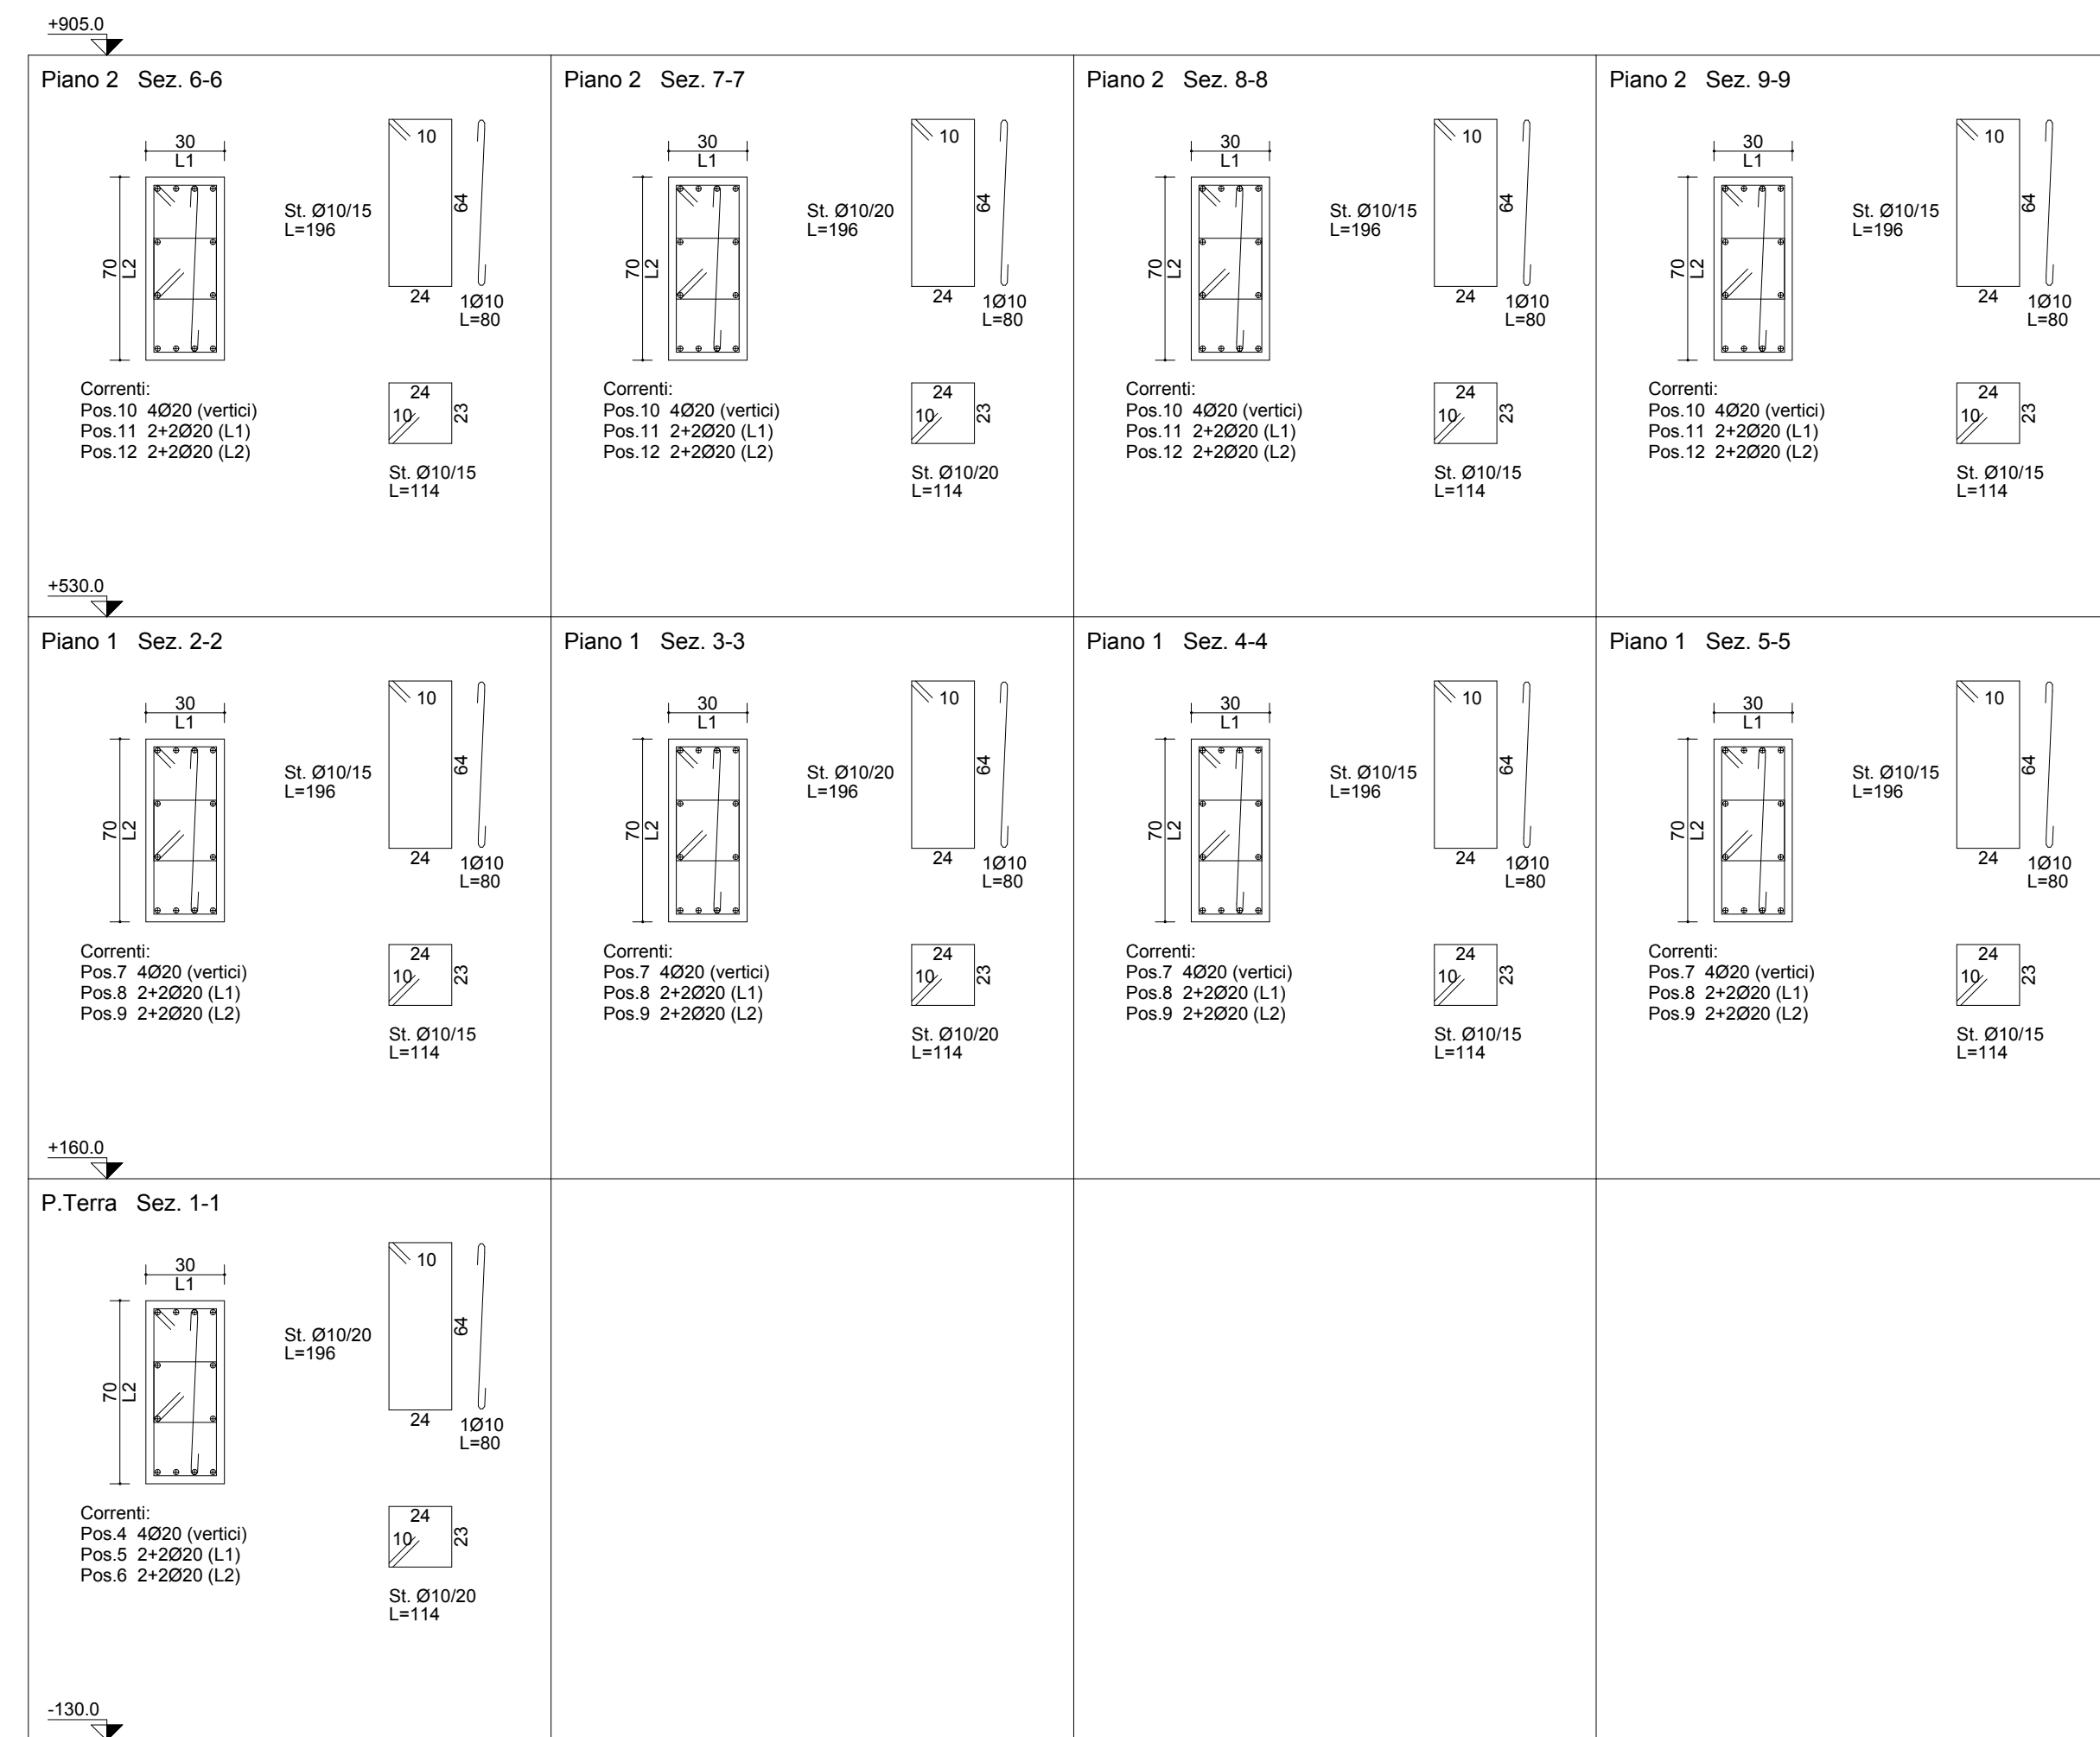 +905.0
Piano 2 Sez. 6-6
30
L1
70
L2
St. Ø10/15
L=196
10
64
24
1Ø10
L=80
Correnti:
Pos.10 4Ø20 (vertici)
Pos.11 2+2Ø20 (L1)
Pos.12 2+2Ø20 (L2)
24
10
23
St. Ø10/15
L=114
Piano 2 Sez. 7-7
30
L1
70
L2
St. Ø10/20
L=196
10
64
24
1Ø10
L=80
Correnti:
Pos.10 4Ø20 (vertici)
Pos.11 2+2Ø20 (L1)
Pos.12 2+2Ø20 (L2)
24
10
23
St. Ø10/20
L=114
Piano 2 Sez. 8-8
30
L1
70
L2
St. Ø10/15
L=196
10
64
24
1Ø10
L=80
Correnti:
Pos.10 4Ø20 (vertici)
Pos.11 2+2Ø20 (L1)
Pos.12 2+2Ø20 (L2)
24
10
23
St. Ø10/15
L=114
Piano 2 Sez. 9-9
30
L1
70
L2
St. Ø10/15
L=196
10
64
24
1Ø10
L=80
Correnti:
Pos.10 4Ø20 (vertici)
Pos.11 2+2Ø20 (L1)
Pos.12 2+2Ø20 (L2)
24
10
23
St. Ø10/15
L=114
+530.0
Piano 1 Sez. 2-2
30
L1
70
L2
St. Ø10/15
L=196
10
64
24
1Ø10
L=80
Correnti:
Pos.7 4Ø20 (vertici)
Pos.8 2+2Ø20 (L1)
Pos.9 2+2Ø20 (L2)
24
10
23
St. Ø10/15
L=114
Piano 1 Sez. 3-3
30
L1
70
L2
St. Ø10/20
L=196
10
64
24
1Ø10
L=80
Correnti:
Pos.7 4Ø20 (vertici)
Pos.8 2+2Ø20 (L1)
Pos.9 2+2Ø20 (L2)
24
10
23
St. Ø10/20
L=114
Piano 1 Sez. 4-4
30
L1
70
L2
St. Ø10/15
L=196
10
64
24
1Ø10
L=80
Correnti:
Pos.7 4Ø20 (vertici)
Pos.8 2+2Ø20 (L1)
Pos.9 2+2Ø20 (L2)
24
10
23
St. Ø10/15
L=114
Piano 1 Sez. 5-5
30
L1
70
L2
St. Ø10/15
L=196
10
64
24
1Ø10
L=80
Correnti:
Pos.7 4Ø20 (vertici)
Pos.8 2+2Ø20 (L1)
Pos.9 2+2Ø20 (L2)
24
10
23
St. Ø10/15
L=114
+160.0
P.Terra Sez. 1-1
30
L1
70
L2
St. Ø10/20
L=196
10
64
24
1Ø10
L=80
Correnti:
Pos.4 4Ø20 (vertici)
Pos.5 2+2Ø20 (L1)
Pos.6 2+2Ø20 (L2)
24
10
23
St. Ø10/20
L=114
-130.0